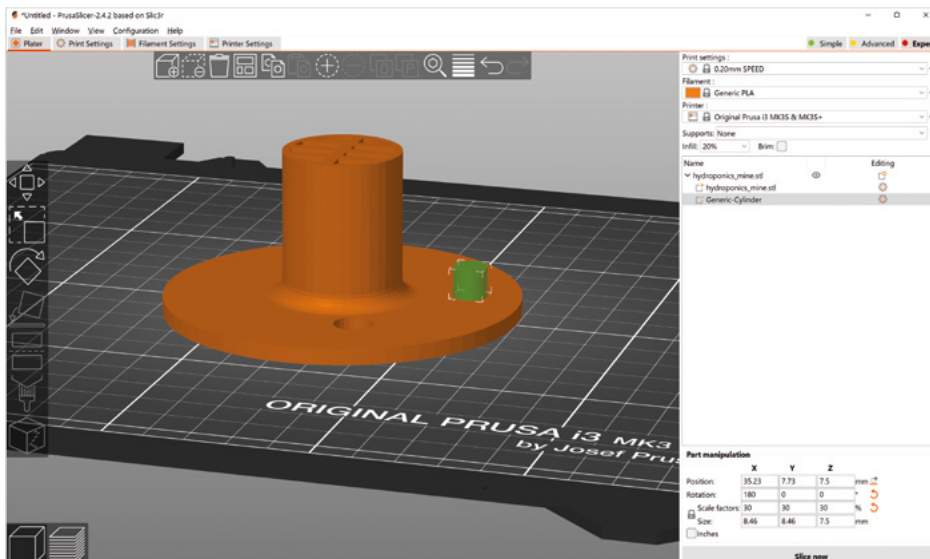 *Untitled - PrusaSlicer-2.4.2 based on Slic3r
File Edit Window View Configuration Help
Plater Print Settings Filament Settings Printer Settings Simple Advanced Expe
Print settings :
0.20mm SPEED
Filament :
Generic PLA
Printer :
Original Prusa i3 MK3S & MK3S+
Supports: None
Infill: 20% Brim:
Name Editing
hydroponics_mine.stl
hydroponics_mine.stl
Generic-Cylinder
ORIGINAL PRUSA i3 MK3
by Josef Prus
Part manipulation
X Y Z
Position: 35.23 7.73 7.5 mm
Rotation: 180 0 0 °
Scale factors: 30 30 30 %
Size: 8.46 8.46 7.5 mm
Inches
Slice now